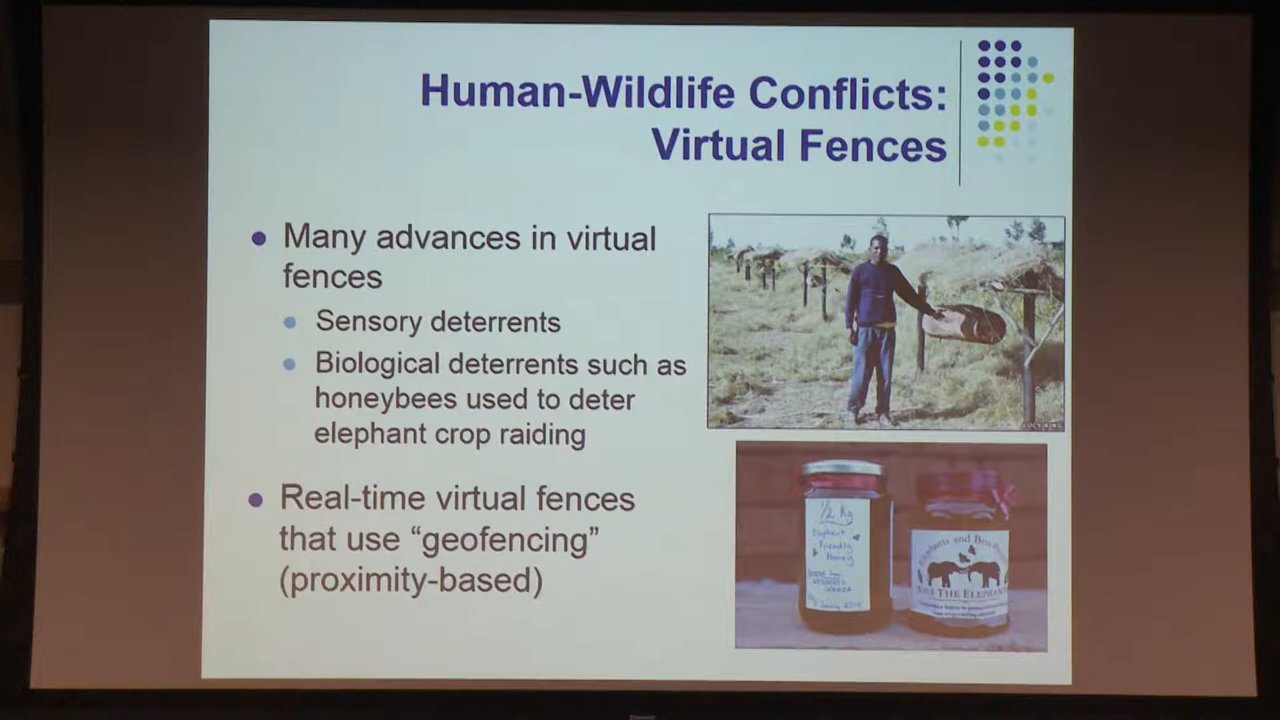 Human-Wildlife Conflicts:
Virtual Fences
Many advances in virtual
fences
Sensory deterrents
Biological deterrents such as
honeybees used to deter
elephant crop raiding
Real-time virtual fences
that use “geofencing”
(proximity-based)
LUCY KING
1/2 Kg
Elephant
Friendly
Honey
Elephants and Bees
SAVE THE ELEPHANTS